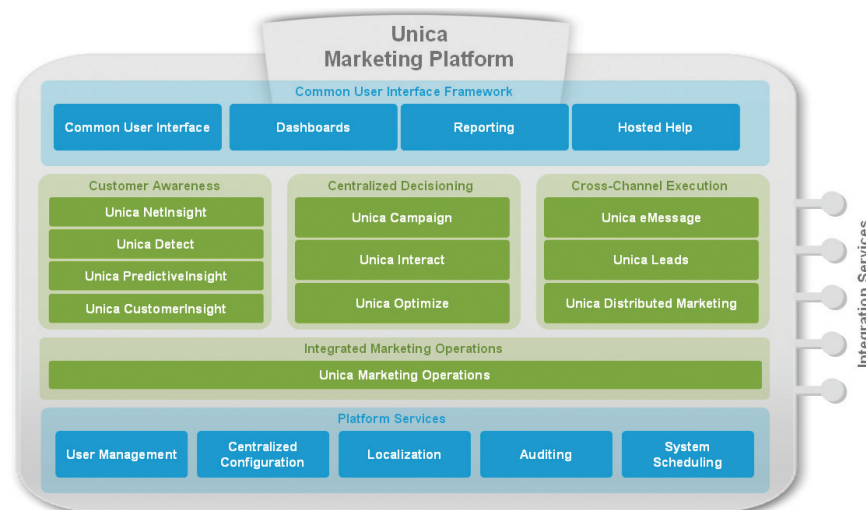 Unica
Marketing Platform
Common User Interface Framework
Common User Interface
Dashboards
Reporting
Hosted Help
Customer Awareness
Unica NetInsight
Unica Detect
Unica PredictiveInsight
Unica CustomerInsight
Centralized Decisioning
Unica Campaign
Unica Interact
Unica Optimize
Cross-Channel Execution
Unica eMessage
Unica Leads
Unica Distributed Marketing
Integrated Marketing Operations
Unica Marketing Operations
Platform Services
User Management
Centralized
Configuration
Localization
Auditing
System
Scheduling
Integration Services